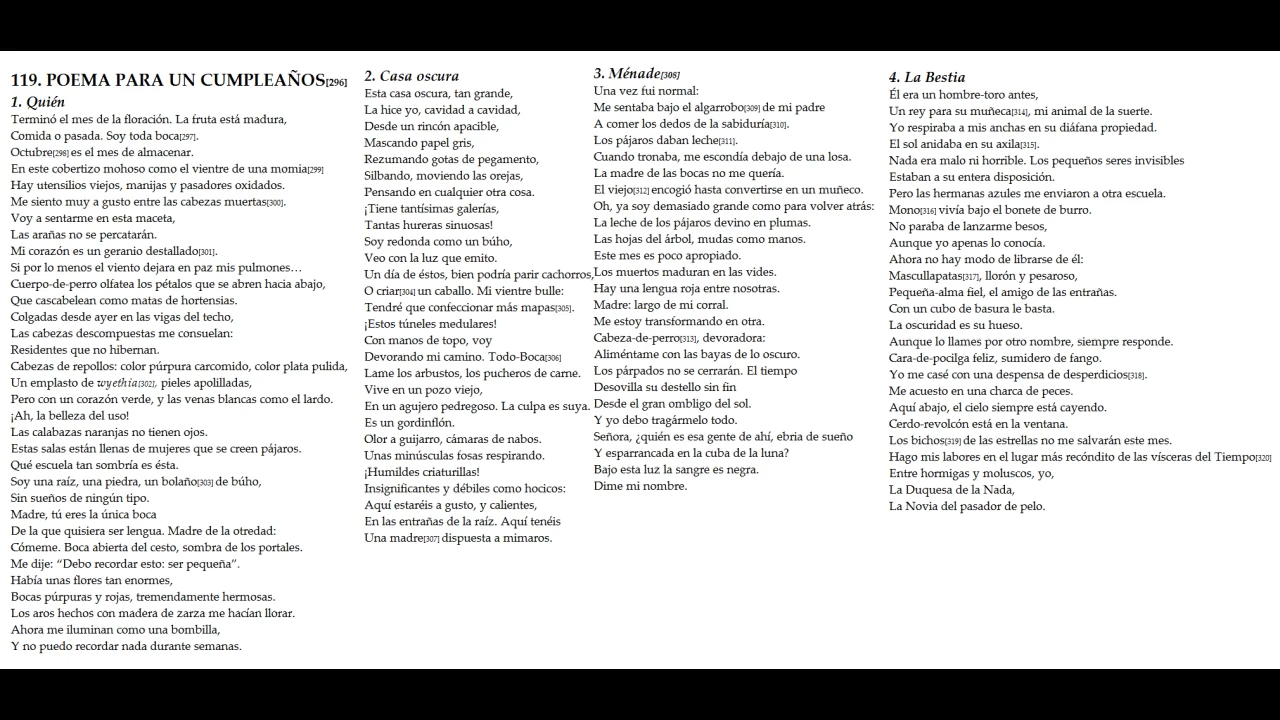 119. POEMA PARA UN CUMPLEAÑOS[296]
1. Quién
Terminó el mes de la floración. La fruta está madura,
Comida o pasada. Soy toda boca[297].
Octubre[298] es el mes de almacenar.
En este cobertizo mohoso como el vientre de una momia[299]
Hay utensilios viejos, manijas y pasadores oxidados.
Me siento muy a gusto entre las cabezas muertas[300].
Voy a sentarme en esta maceta,
Las arañas no se percatarán.
Mi corazón es un geranio destallado[301].
Si por lo menos el viento dejara en paz mis pulmones…
Cuerpo-de-perro olfatea los pétalos que se abren hacia abajo,
Que cascabelean como matas de hortensias.
Colgadas desde ayer en las vigas del techo,
Las cabezas descompuestas me consuelan:
Residentes que no hibernan.
Cabezas de repollos: color púrpura carcomido, color plata pulida,
Un emplasto de wyethia[302], pieles apolilladas,
Pero con un corazón verde, y las venas blancas como el lardo.
¡Ah, la belleza del uso!
Las calabazas naranjas no tienen ojos.
Estas salas están llenas de mujeres que se creen pájaros.
Qué escuela tan sombría es ésta.
Soy una raíz, una piedra, un bolaño[303] de búho,
Sin sueños de ningún tipo.
Madre, tú eres la única boca
De la que quisiera ser lengua. Madre de la otredad:
Cómeme. Boca abierta del cesto, sombra de los portales.
Me dije: “Debo recordar esto: ser pequeña”.
Había unas flores tan enormes,
Bocas púrpuras y rojas, tremendamente hermosas.
Los aros hechos con madera de zarza me hacían llorar.
Ahora me iluminan como una bombilla,
Y no puedo recordar nada durante semanas.
2. Casa oscura
Esta casa oscura, tan grande,
La hice yo, cavidad a cavidad,
Desde un rincón apacible,
Mascando papel gris,
Rezumando gotas de pegamento,
Silbando, moviendo las orejas,
Pensando en cualquier otra cosa.
¡Tiene tantísimas galerías,
Tantas hureras sinuosas!
Soy redonda como un búho,
Veo con la luz que emito.
Un día de éstos, bien podría parir cachorros,
O criar[304] un caballo. Mi vientre bulle:
Tendré que confeccionar más mapas[305].
¡Estos túneles medulares!
Con manos de topo, voy
Devorando mi camino. Todo-Boca[306]
Lame los arbustos, los pucheros de carne.
Vive en un pozo viejo,
En un agujero pedregoso. La culpa es suya.
Es un gordinflón.
Olor a guijarro, cámaras de nabos.
Unas minúsculas fosas respirando.
¡Humildes criaturillas!
Insignificantes y débiles como hocicos:
Aquí estaréis a gusto, y calientes,
En las entrañas de la raíz. Aquí tenéis
Una madre[307] dispuesta a mimaros.
3. Ménade[308]
Una vez fui normal:
Me sentaba bajo el algarrobo[309] de mi padre
A comer los dedos de la sabiduría[310].
Los pájaros daban leche[311].
Cuando tronaba, me escondía debajo de una losa.
La madre de las bocas no me quería.
El viejo[312] encogió hasta convertirse en un muñeco.
Oh, ya soy demasiado grande como para volver atrás:
La leche de los pájaros devino en plumas.
Las hojas del árbol, mudas como manos.
Este mes es poco apropiado.
Los muertos maduran en las vides.
Hay una lengua roja entre nosotras.
Madre: largo de mi corral.
Me estoy transformando en otra.
Cabeza-de-perro[313], devoradora:
Aliméntame con las bayas de lo oscuro.
Los párpados no se cerrarán. El tiempo
Desovilla su destello sin fin
Desde el gran ombligo del sol.
Y yo debo tragármelo todo.
Señora, ¿quién es esa gente de ahí, ebria de sueño
Y esparrancada en la cuba de la luna?
Bajo esta luz la sangre es negra.
Dime mi nombre.
4. La Bestia
Él era un hombre-toro antes,
Un rey para su muñeca[314], mi animal de la suerte.
Yo respiraba a mis anchas en su diáfana propiedad.
El sol anidaba en su axila[315].
Nada era malo ni horrible. Los pequeños seres invisibles
Estaban a su entera disposición.
Pero las hermanas azules me enviaron a otra escuela.
Mono[316] vivía bajo el bonete de burro.
No paraba de lanzarme besos,
Aunque yo apenas lo conocía.
Ahora no hay modo de librarse de él:
Mascullapatas[317], llorón y pesaroso,
Pequeña-alma fiel, el amigo de las entrañas.
Con un cubo de basura le basta.
La oscuridad es su hueso.
Aunque lo llames por otro nombre, siempre responde.
Cara-de-pocilga feliz, sumidero de fango.
Yo me casé con una despensa de desperdicios[318].
Me acuesto en una charca de peces.
Aquí abajo, el cielo siempre está cayendo.
Cerdo-revolcón está en la ventana.
Los bichos[319] de las estrellas no me salvarán este mes.
Hago mis labores en el lugar más recóndito de las vísceras del Tiempo[320]
Entre hormigas y moluscos, yo,
La Duquesa de la Nada,
La Novia del pasador de pelo.